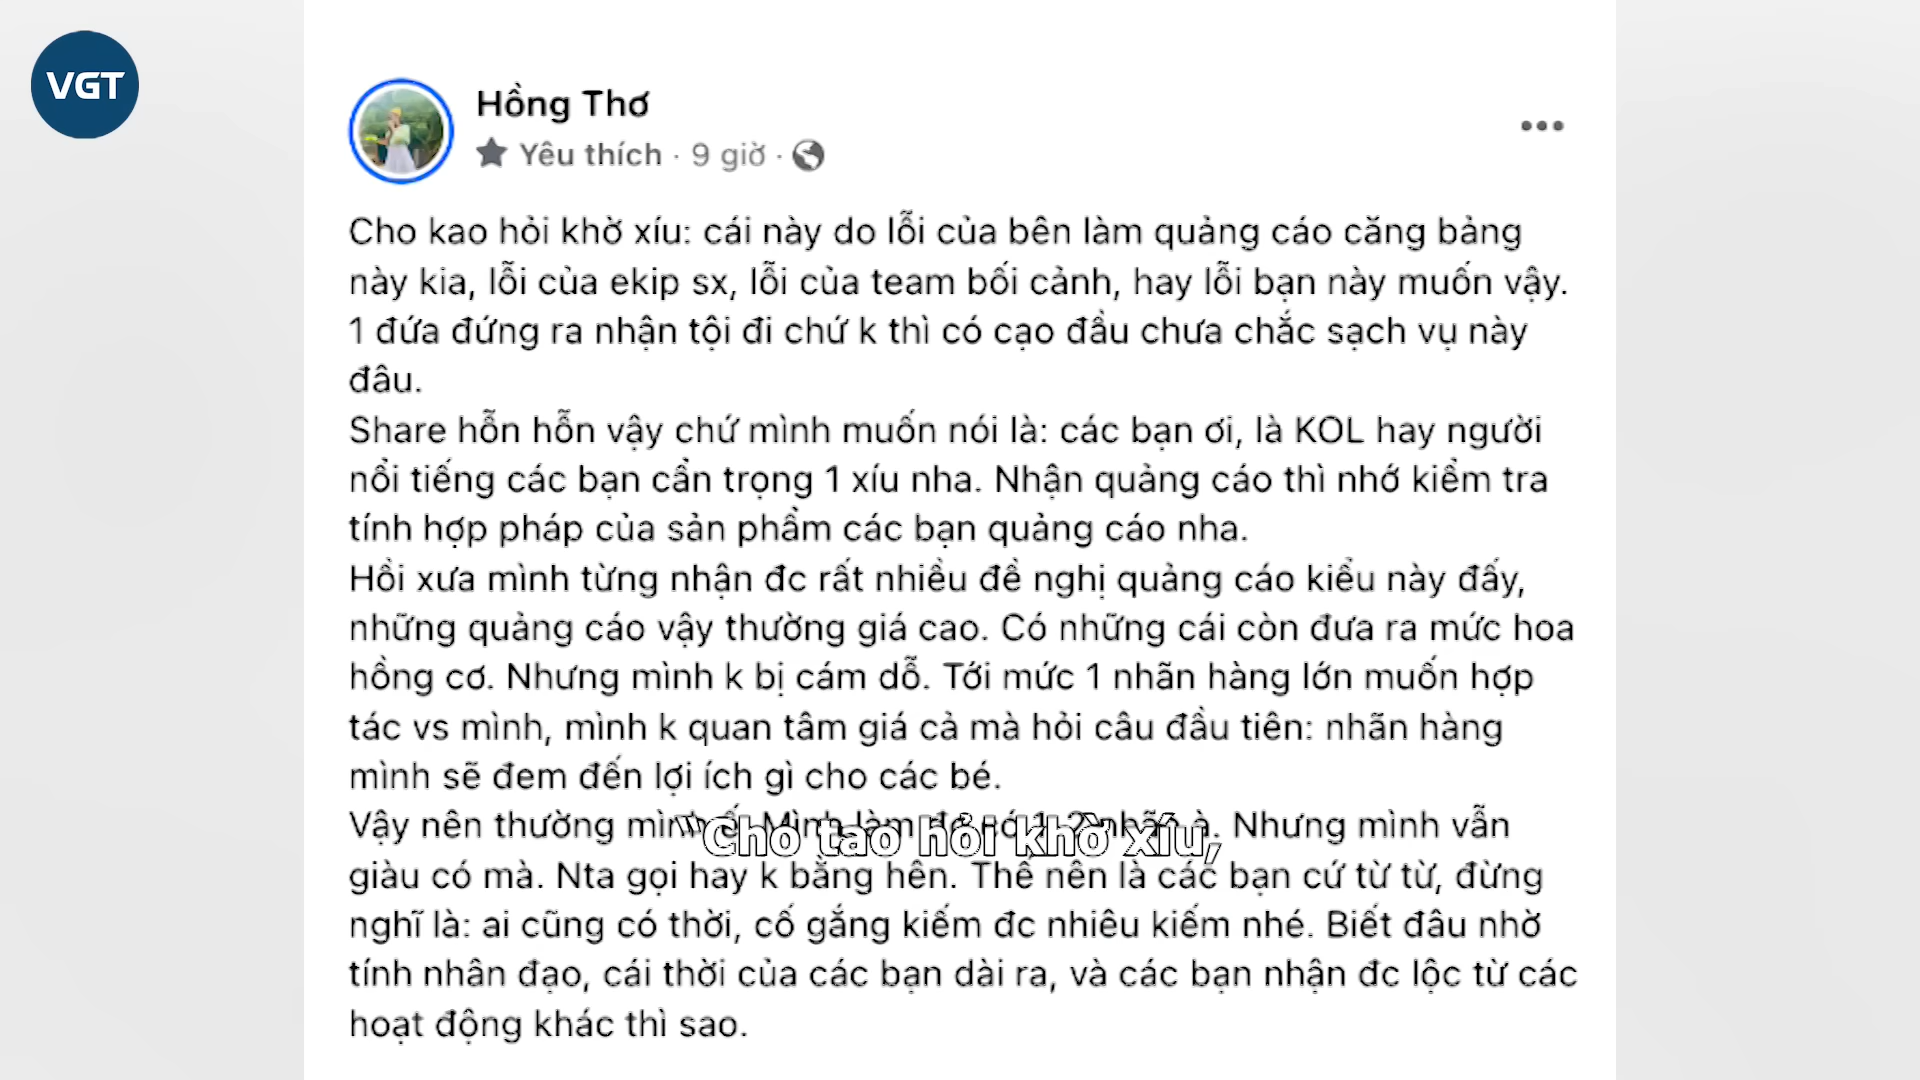 VGT
Hồng Thơ
Yêu thích · 9 giờ ·
Cho kao hỏi khờ xíu: cái này do lỗi của bên làm quảng cáo căng bảng
này kia, lỗi của ekip sx, lỗi của team bối cảnh, hay lỗi bạn này muốn vậy.
1 đứa đứng ra nhận tội đi chứ k thì có cạo đầu chưa chắc sạch vụ này
đâu.
Share hỗn hỗn vậy chứ mình muốn nói là: các bạn ơi, là KOL hay người
nổi tiếng các bạn cẩn trọng 1 xíu nha. Nhận quảng cáo thì nhớ kiểm tra
tính hợp pháp của sản phẩm các bạn quảng cáo nha.
Hồi xưa mình từng nhận đc rất nhiều đề nghị quảng cáo kiểu này đấy,
những quảng cáo vậy thường giá cao. Có những cái còn đưa ra mức hoa
hồng cơ. Nhưng mình k bị cám dỗ. Tới mức 1 nhãn hàng lớn muốn hợp
tác vs mình, mình k quan tâm giá cả mà hỏi câu đầu tiên: nhãn hàng
mình sẽ đem đến lợi ích gì cho các bé.
Vậy nên thường mình ế. Mình làm đc có 1, 2 nhãn à. Nhưng mình vẫn
"Cho tao hỏi khờ xíu,
giàu có mà. Nta gọi hay k bằng hên. Thế nên là các bạn cứ từ từ, đừng
nghĩ là: ai cũng có thời, cố gắng kiếm đc nhiêu kiếm nhé. Biết đâu nhờ
tính nhân đạo, cái thời của các bạn dài ra, và các bạn nhận đc lộc từ các
hoạt động khác thì sao.